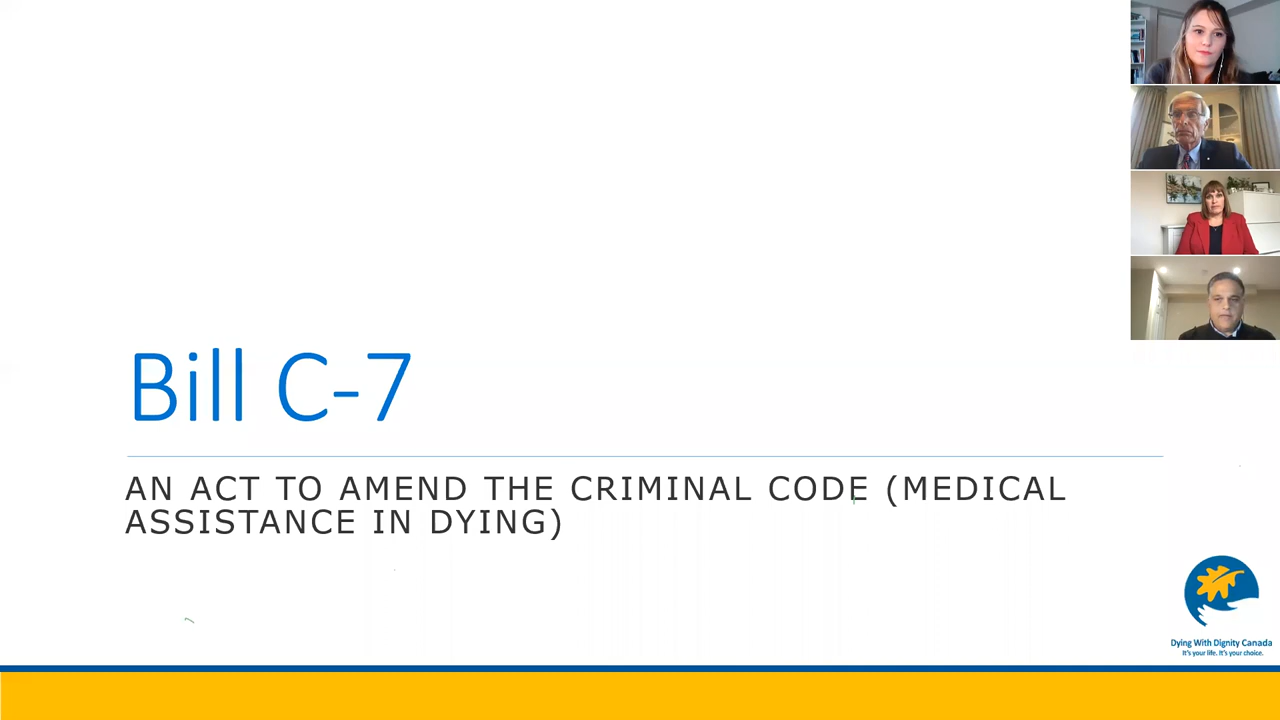 Bill C-7
AN ACT TO AMEND THE CRIMINAL CODE (MEDICAL
ASSISTANCE IN DYING)
Dying With Dignity Canada
It's your life. It's your choice.